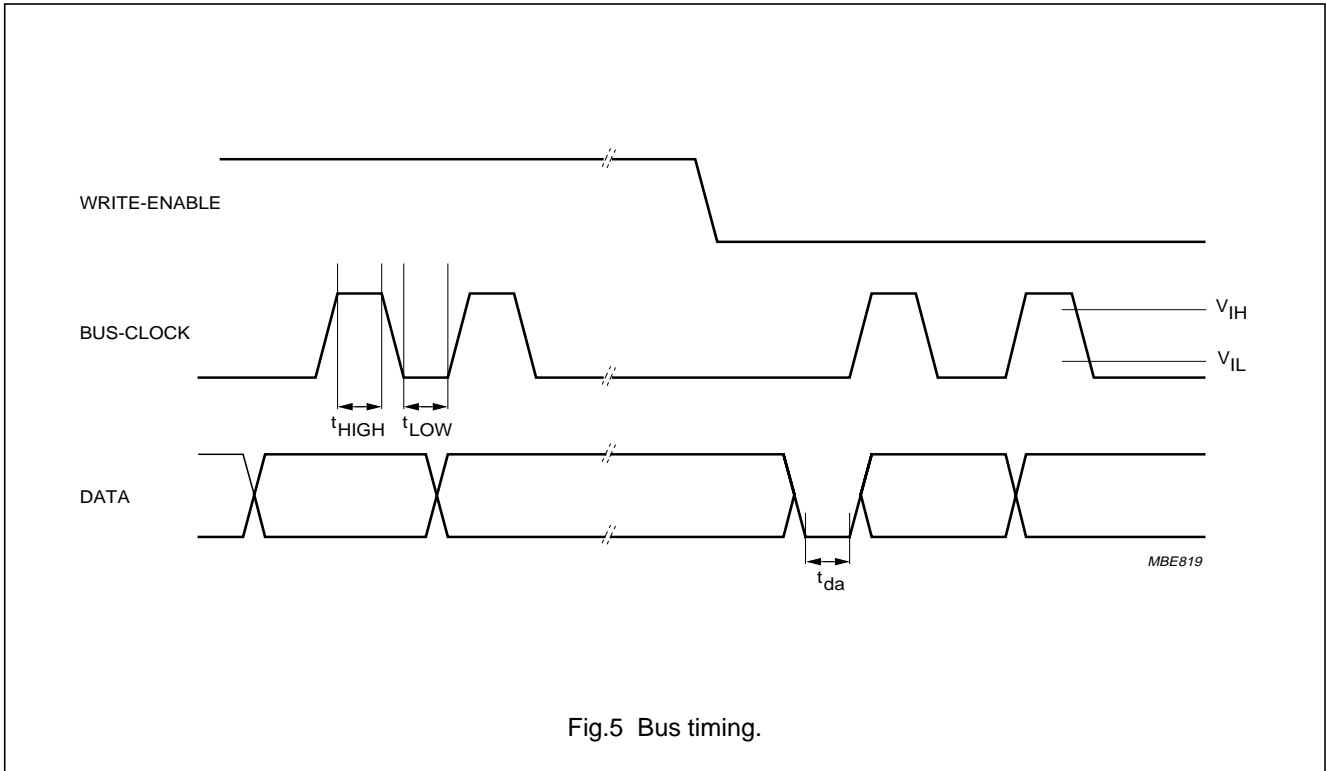 WRITE-ENABLE
BUS-CLOCK
VIH
VIL
tHIGH
tLOW
DATA
tda
MBE819
Fig.5 Bus timing.